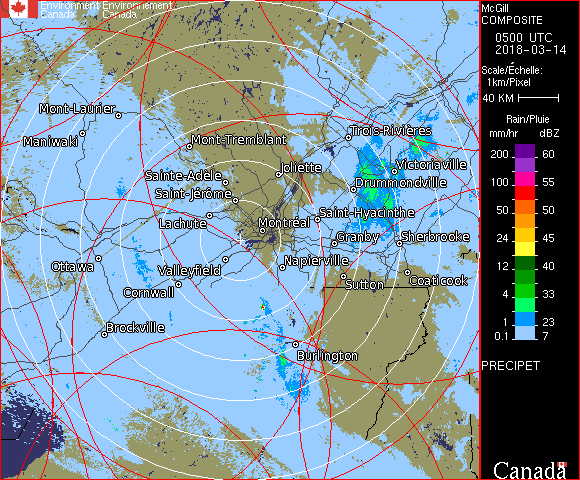 Environment Environnement
Canada Canada
McGill
COMPOSITE
0500 UTC
2018-03-14
Scale/Échelle:
1km/Pixel
40 KM
Rain/Pluie
mm/hr dBZ
200 60
150 57
100 55
50 50
24 45
12 40
4 33
1 23
0.1 7
PRECIPET
Canada
Mont-Laurier
Maniwaki
Mont-Tremblant
Trois-Rivières
Joliette
Victoriaville
Sainte-Adèle
Drummondville
Saint-Jérôme
Saint-Hyacinthe
Lachute
Montréal
Granby
Sherbrooke
Ottawa
Valleyfield
Napierville
Coaticook
Cornwall
Sutton
Brockville
Burlington